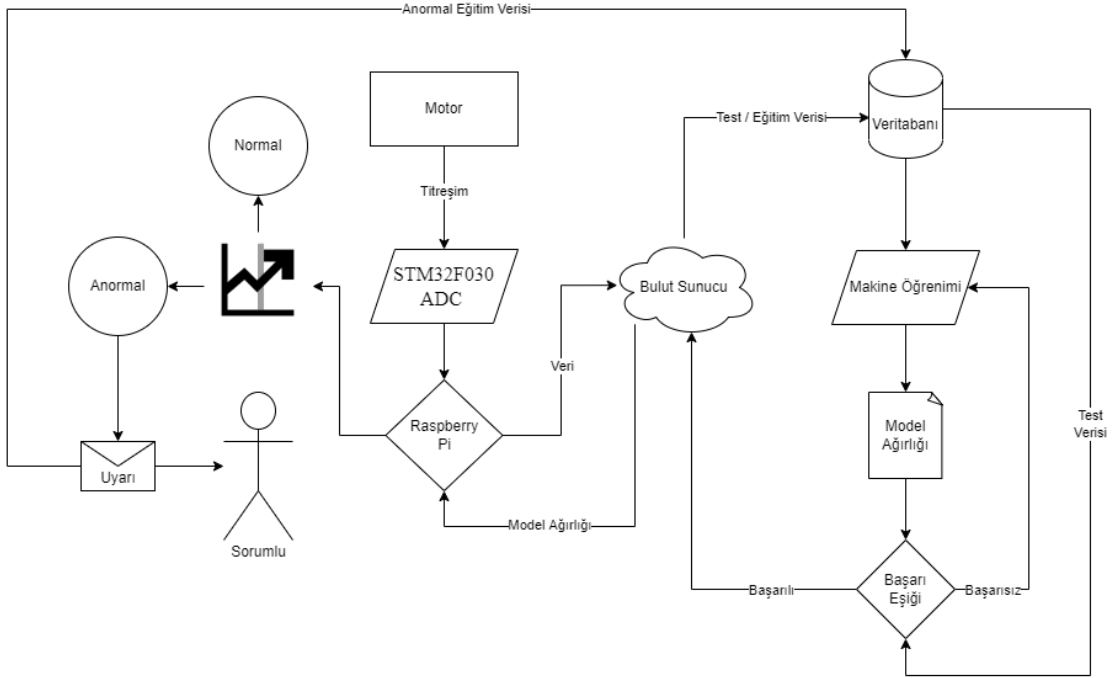 Anormal Eğitim Verisi
Motor
Test / Eğitim Verisi
Veritabanı
Normal
Titreşim
STM32F030
ADC
Anormal
Bulut Sunucu
Makine Öğrenimi
Veri
Raspberry
Pi
Model
Ağırlığı
Test
Verisi
Uyarı
Sorumlu
Model Ağırlığı
Başarılı
Başarı
Eşiği
Başarısız